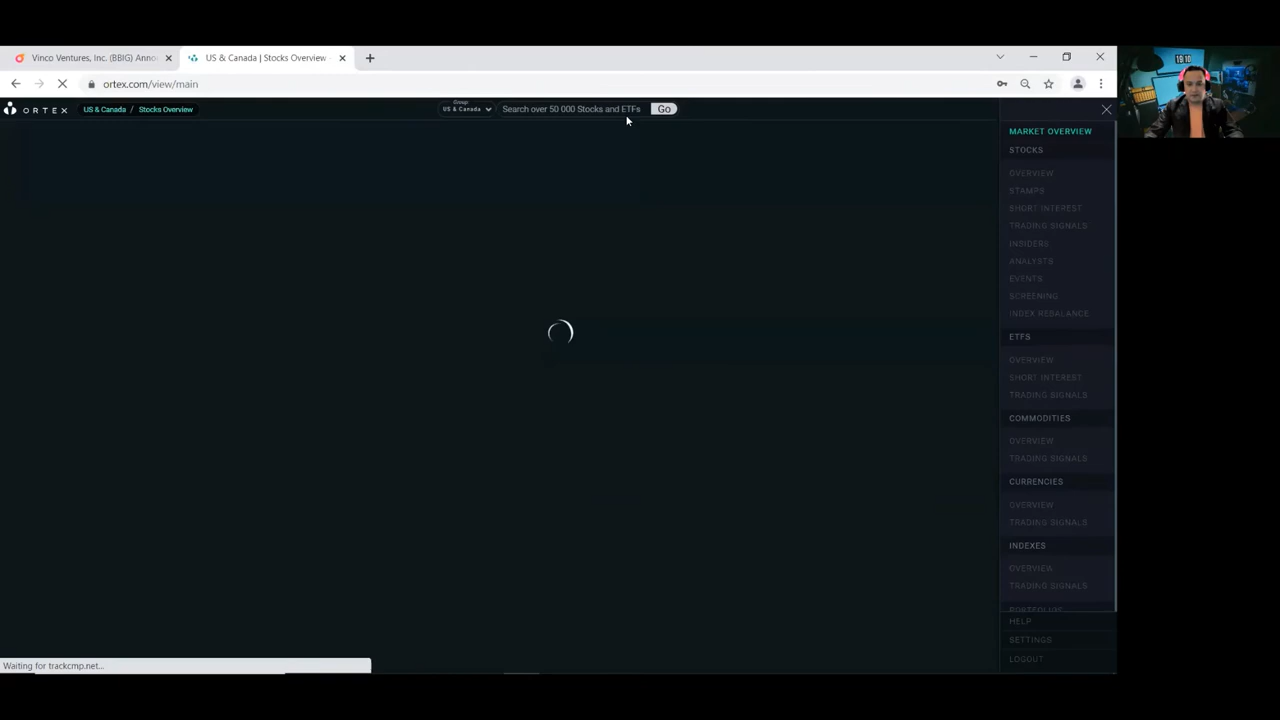 Vinco Ventures, Inc. (BBIG) Anno
US & Canada | Stocks Overview
ortex.com/view/main
ORTEX
US & Canada / Stocks Overview
Group:
US & Canada
Search over 50 000 Stocks and ETFs
Go
19:10
MARKET OVERVIEW
STOCKS
OVERVIEW
STAMPS
SHORT INTEREST
TRADING SIGNALS
INSIDERS
ANALYSTS
EVENTS
SCREENING
INDEX REBALANCE
ETFS
OVERVIEW
SHORT INTEREST
TRADING SIGNALS
COMMODITIES
OVERVIEW
TRADING SIGNALS
CURRENCIES
OVERVIEW
TRADING SIGNALS
INDEXES
OVERVIEW
TRADING SIGNALS
PORTFOLIOS
HELP
SETTINGS
LOGOUT
Waiting for trackcmp.net...